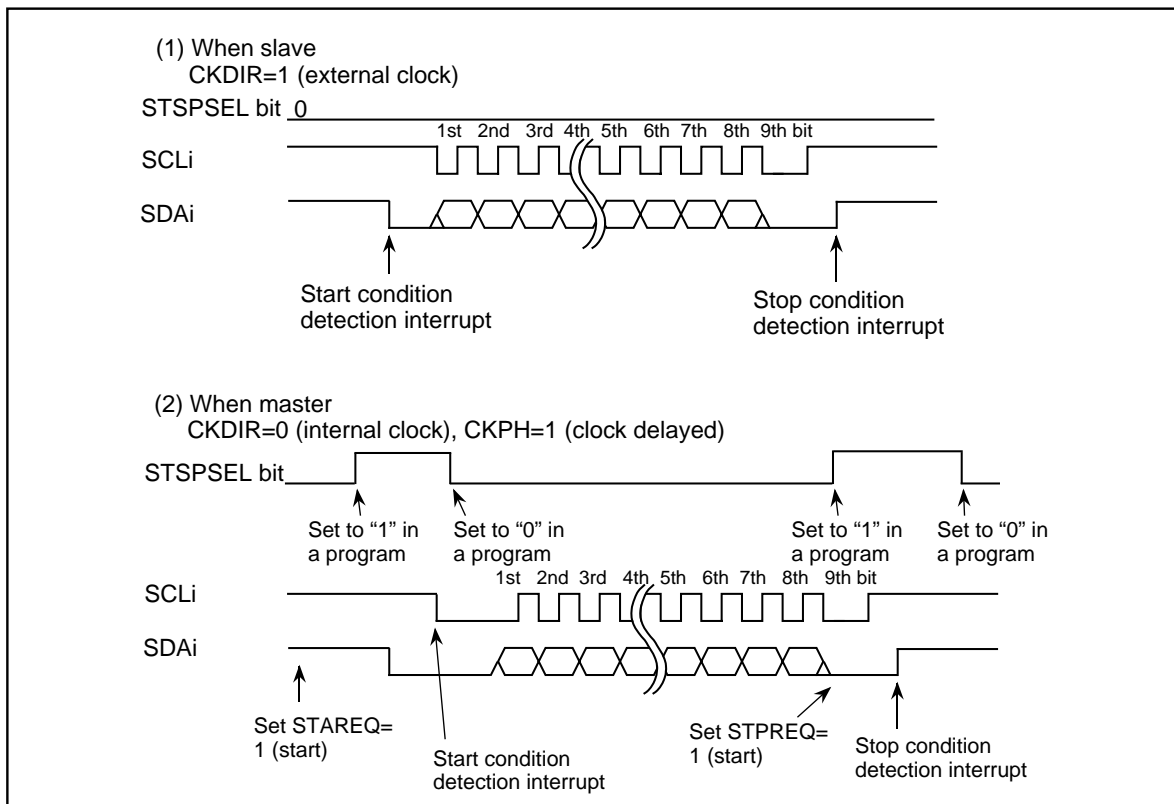 (1) When slave
CKDIR=1 (external clock)
STSPSEL bit 0
1st 2nd 3rd 4th 5th 6th 7th 8th 9th bit
SCLi
SDAi
Start condition
detection interrupt
Stop condition
detection interrupt
(2) When master
CKDIR=0 (internal clock), CKPH=1 (clock delayed)
STSPSEL bit
Set to “1” in
a program
Set to “0” in
a program
Set to “1” in
a program
Set to “0” in
a program
1st 2nd 3rd 4th 5th 6th 7th 8th 9th bit
SCLi
SDAi
Set STAREQ=
1 (start)
Start condition
detection interrupt
Set STPREQ=
1 (start)
Stop condition
detection interrupt